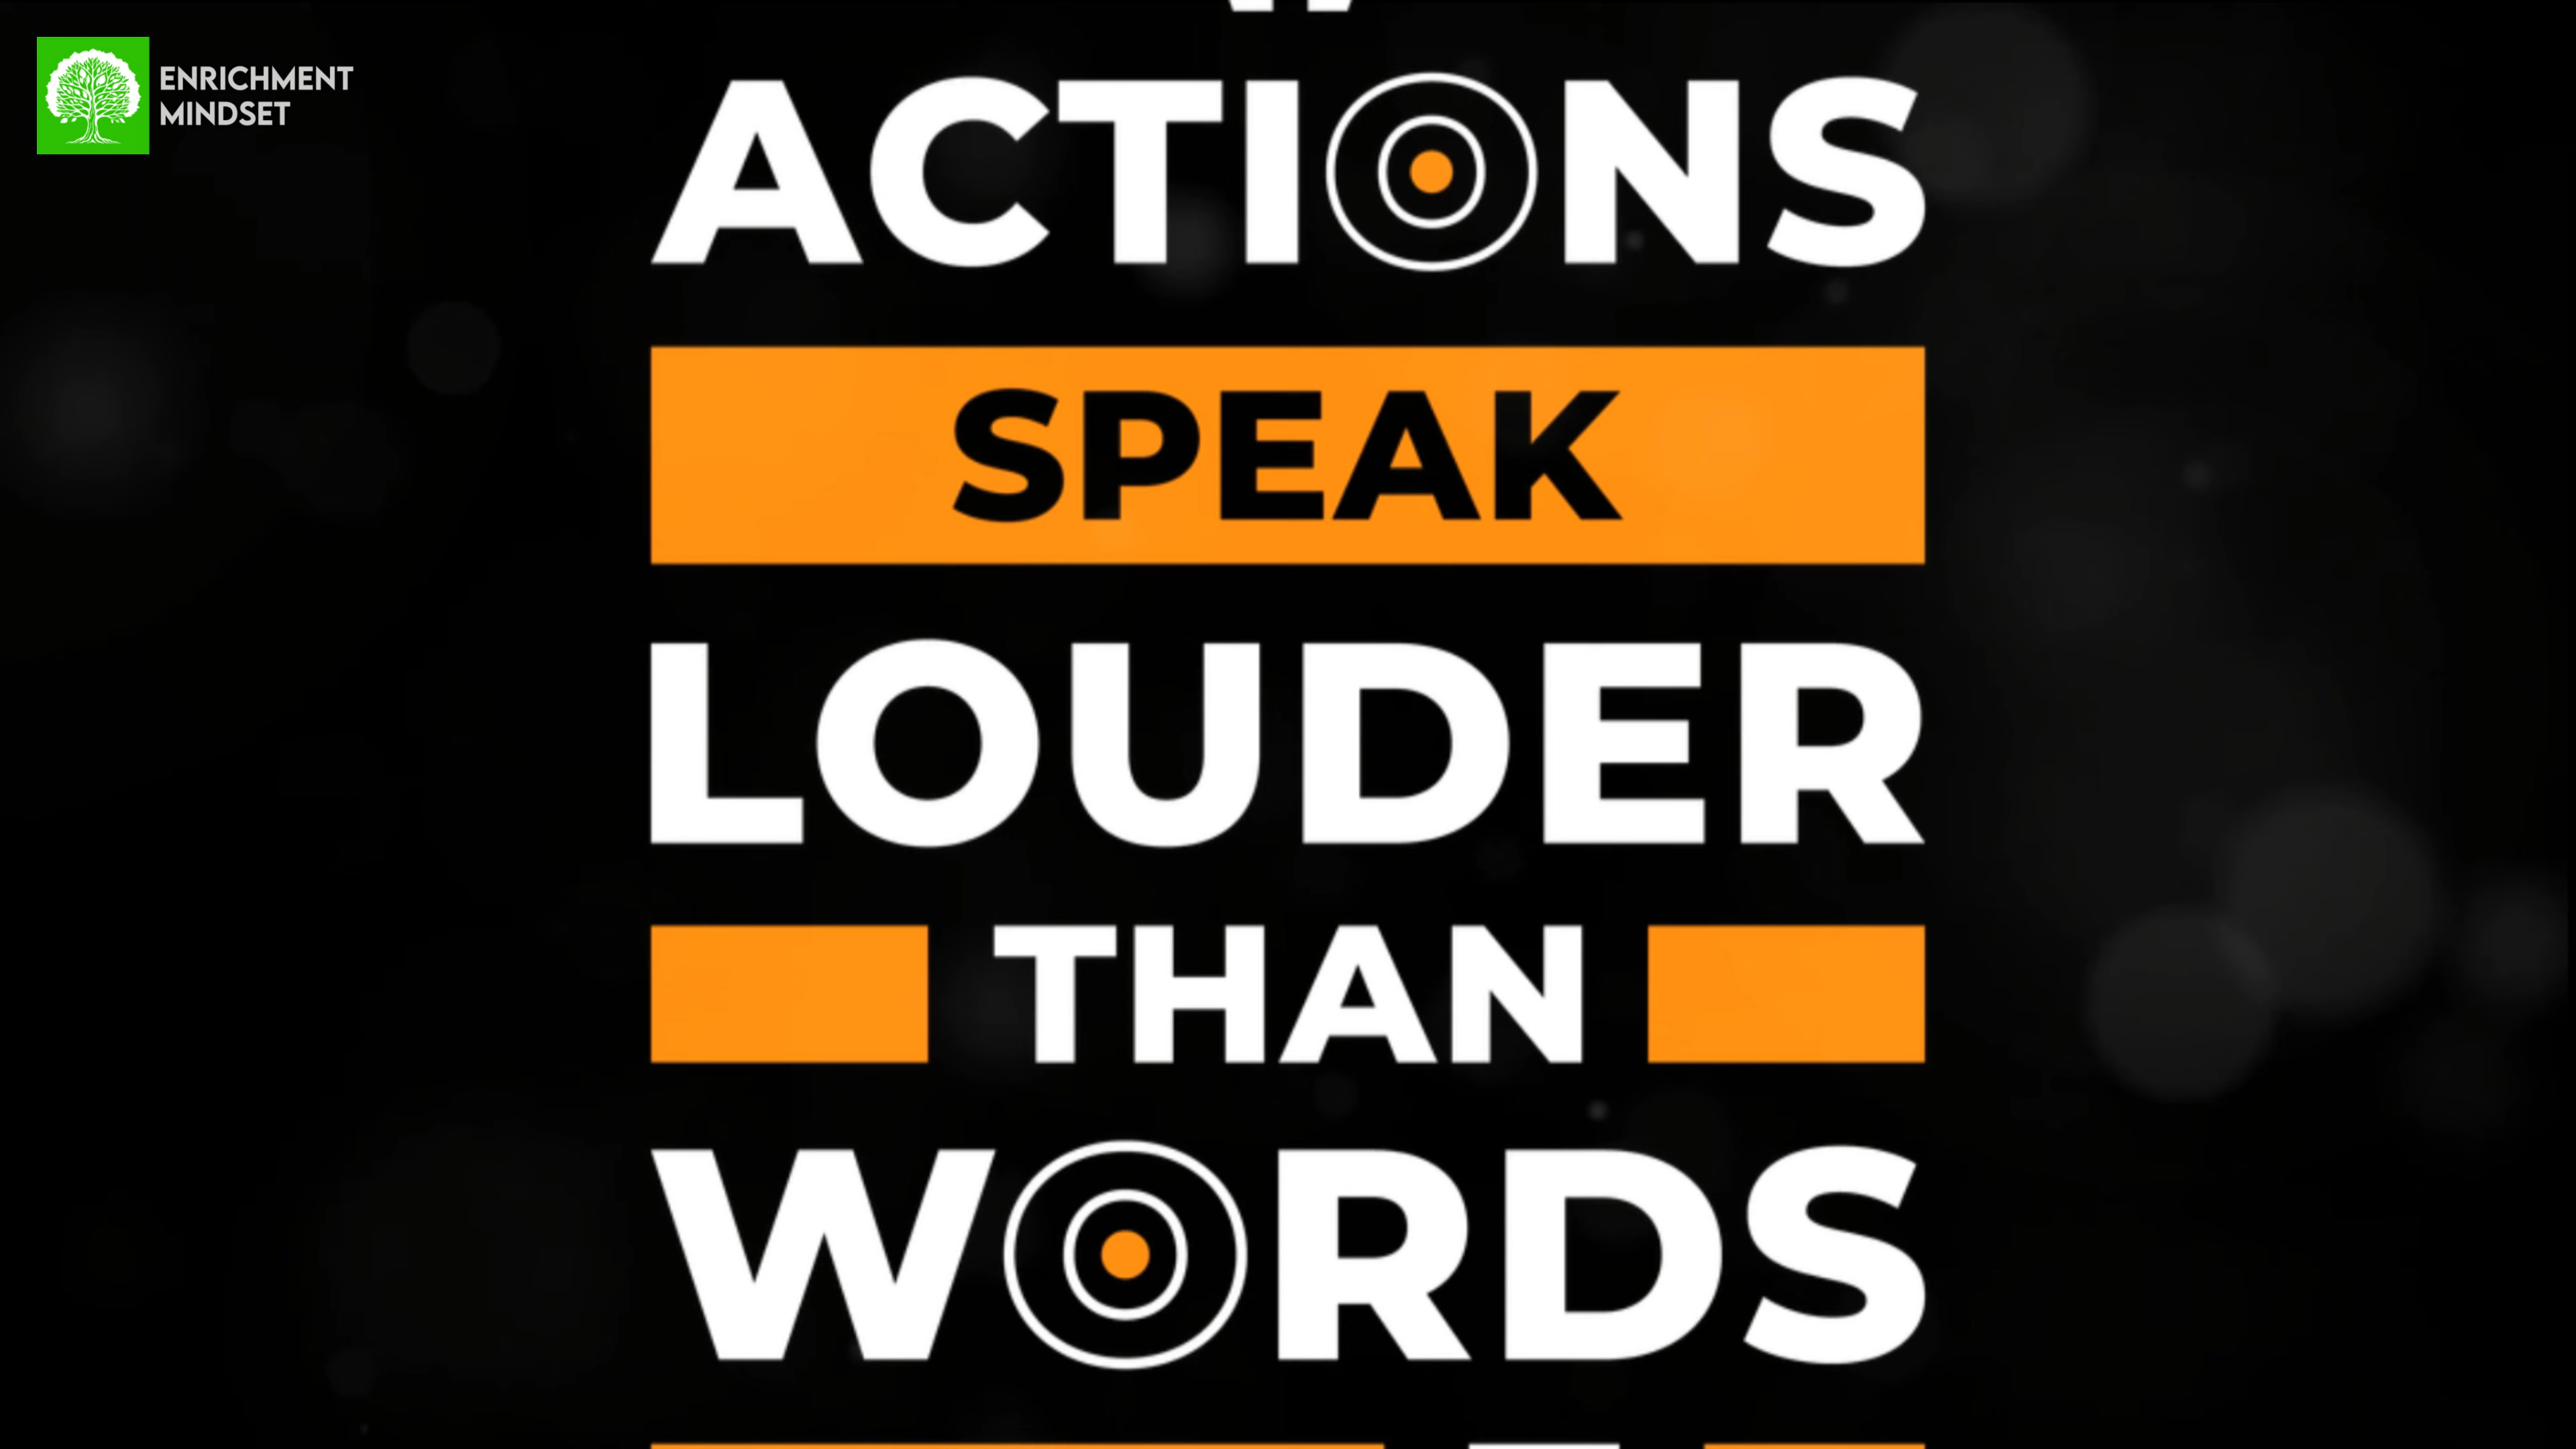 ENRICHMENT
MINDSET
ACTIONS
SPEAK
LOUDER
THAN
WORDS